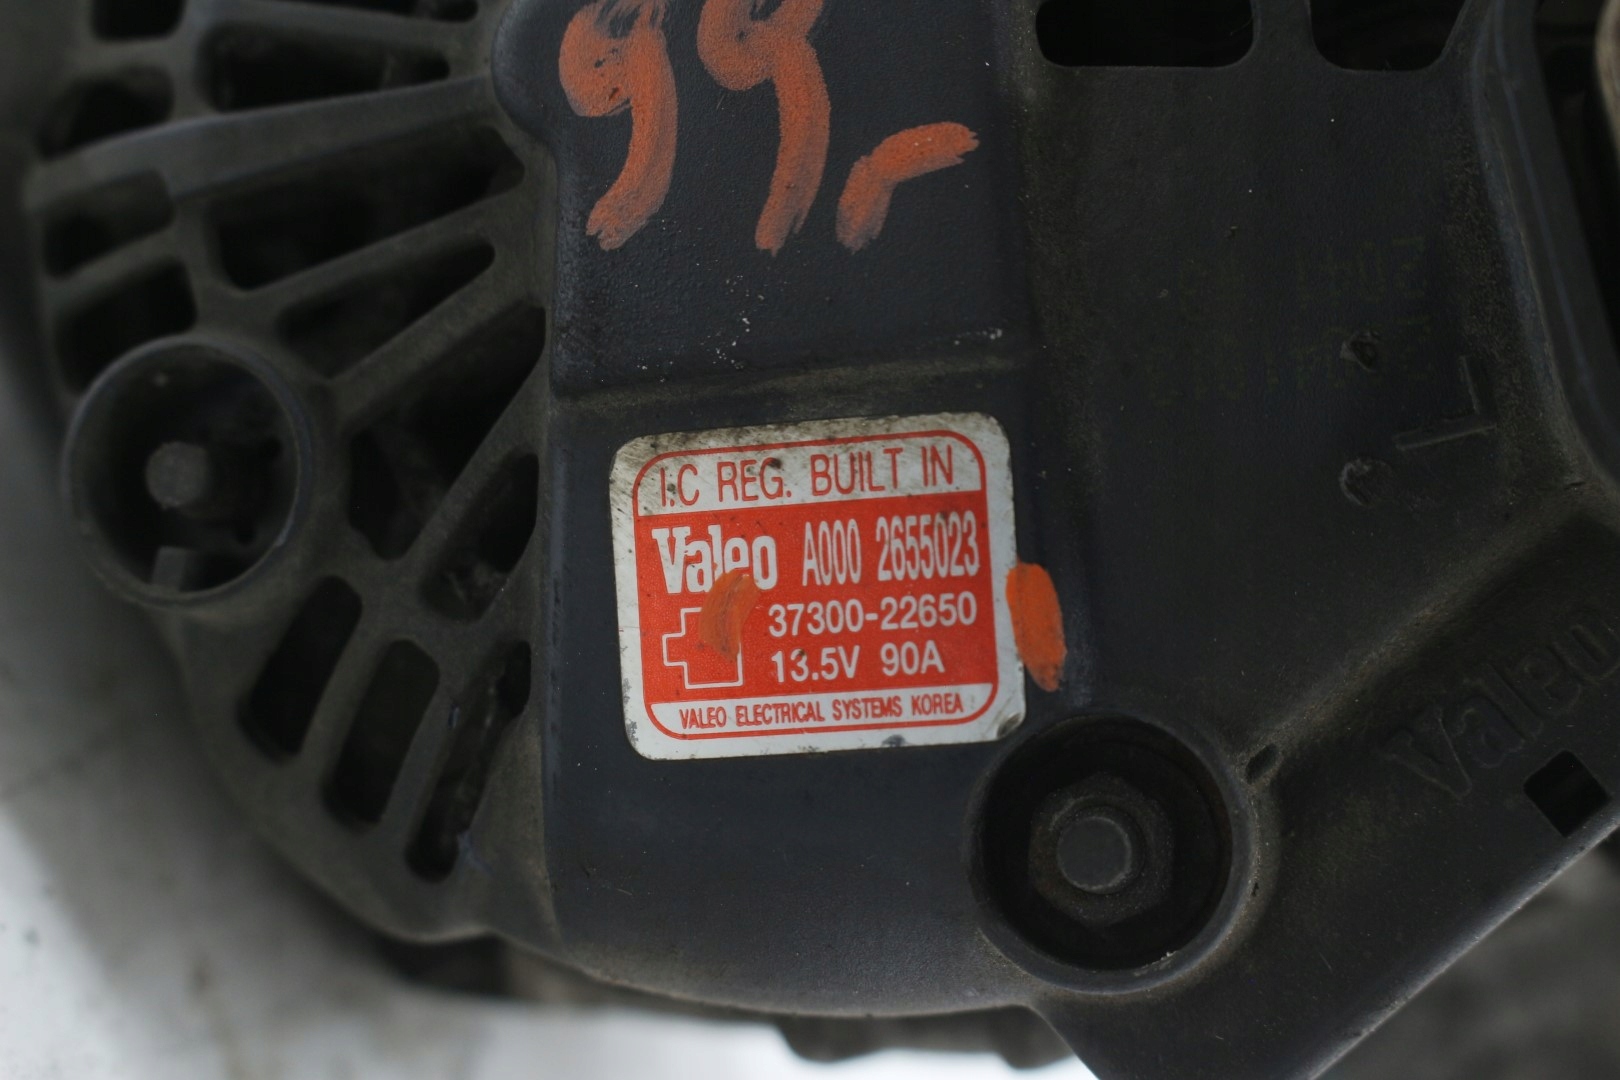 99,-
I.C REG. BUILT IN
Valeo A000 2655023
37300-22650
13.5V 90A
VALEO ELECTRICAL SYSTEMS KOREA
Valeo